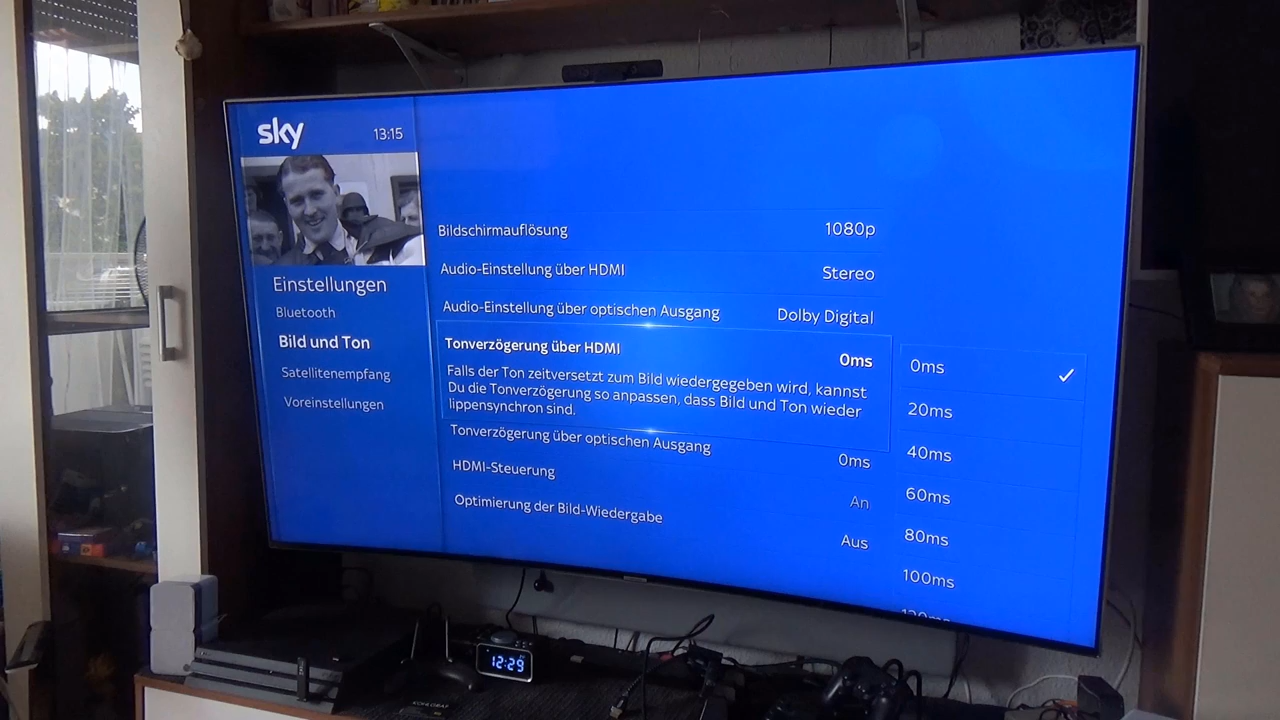 sky
13:15
Einstellungen
Bluetooth
Bild und Ton
Satellitenempfang
Voreinstellungen
Bildschirmauflösung 1080p
Audio-Einstellung über HDMI Stereo
Audio-Einstellung über optischen Ausgang Dolby Digital
Tonverzögerung über HDMI 0ms
Falls der Ton zeitversetzt zum Bild wiedergegeben wird, kannst
Du die Tonverzögerung so anpassen, dass Bild und Ton wieder
lippensynchron sind.
Tonverzögerung über optischen Ausgang 0ms
HDMI-Steuerung An
Optimierung der Bild-Wiedergabe Aus
0ms
20ms
40ms
60ms
80ms
100ms
120ms
12:29